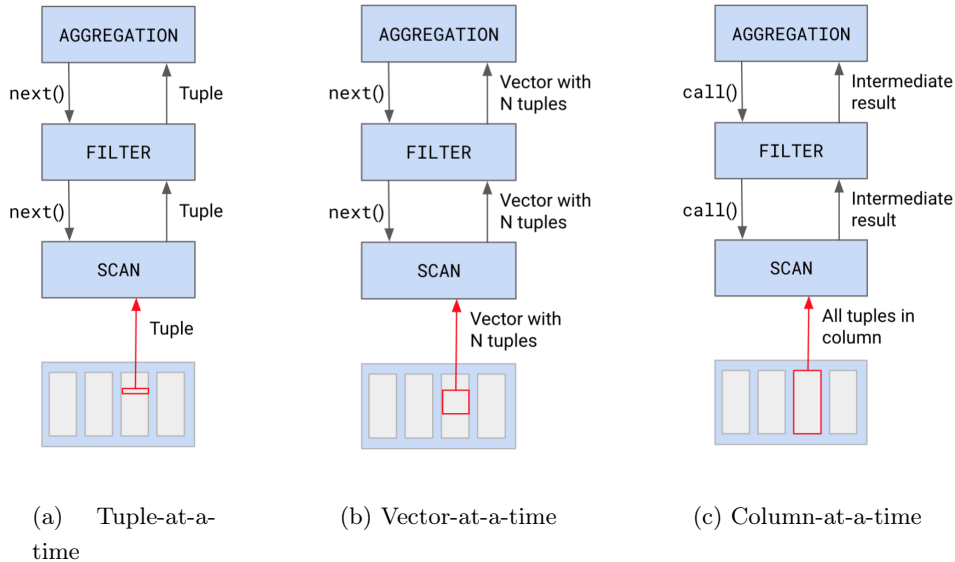 AGGREGATION
next()
Tuple
FILTER
next()
Tuple
SCAN
Tuple
(a) Tuple-at-a-
time
AGGREGATION
next()
Vector with
N tuples
FILTER
next()
Vector with
N tuples
SCAN
Vector with
N tuples
(b) Vector-at-a-time
AGGREGATION
call()
Intermediate
result
FILTER
call()
Intermediate
result
SCAN
All tuples in
column
(c) Column-at-a-time